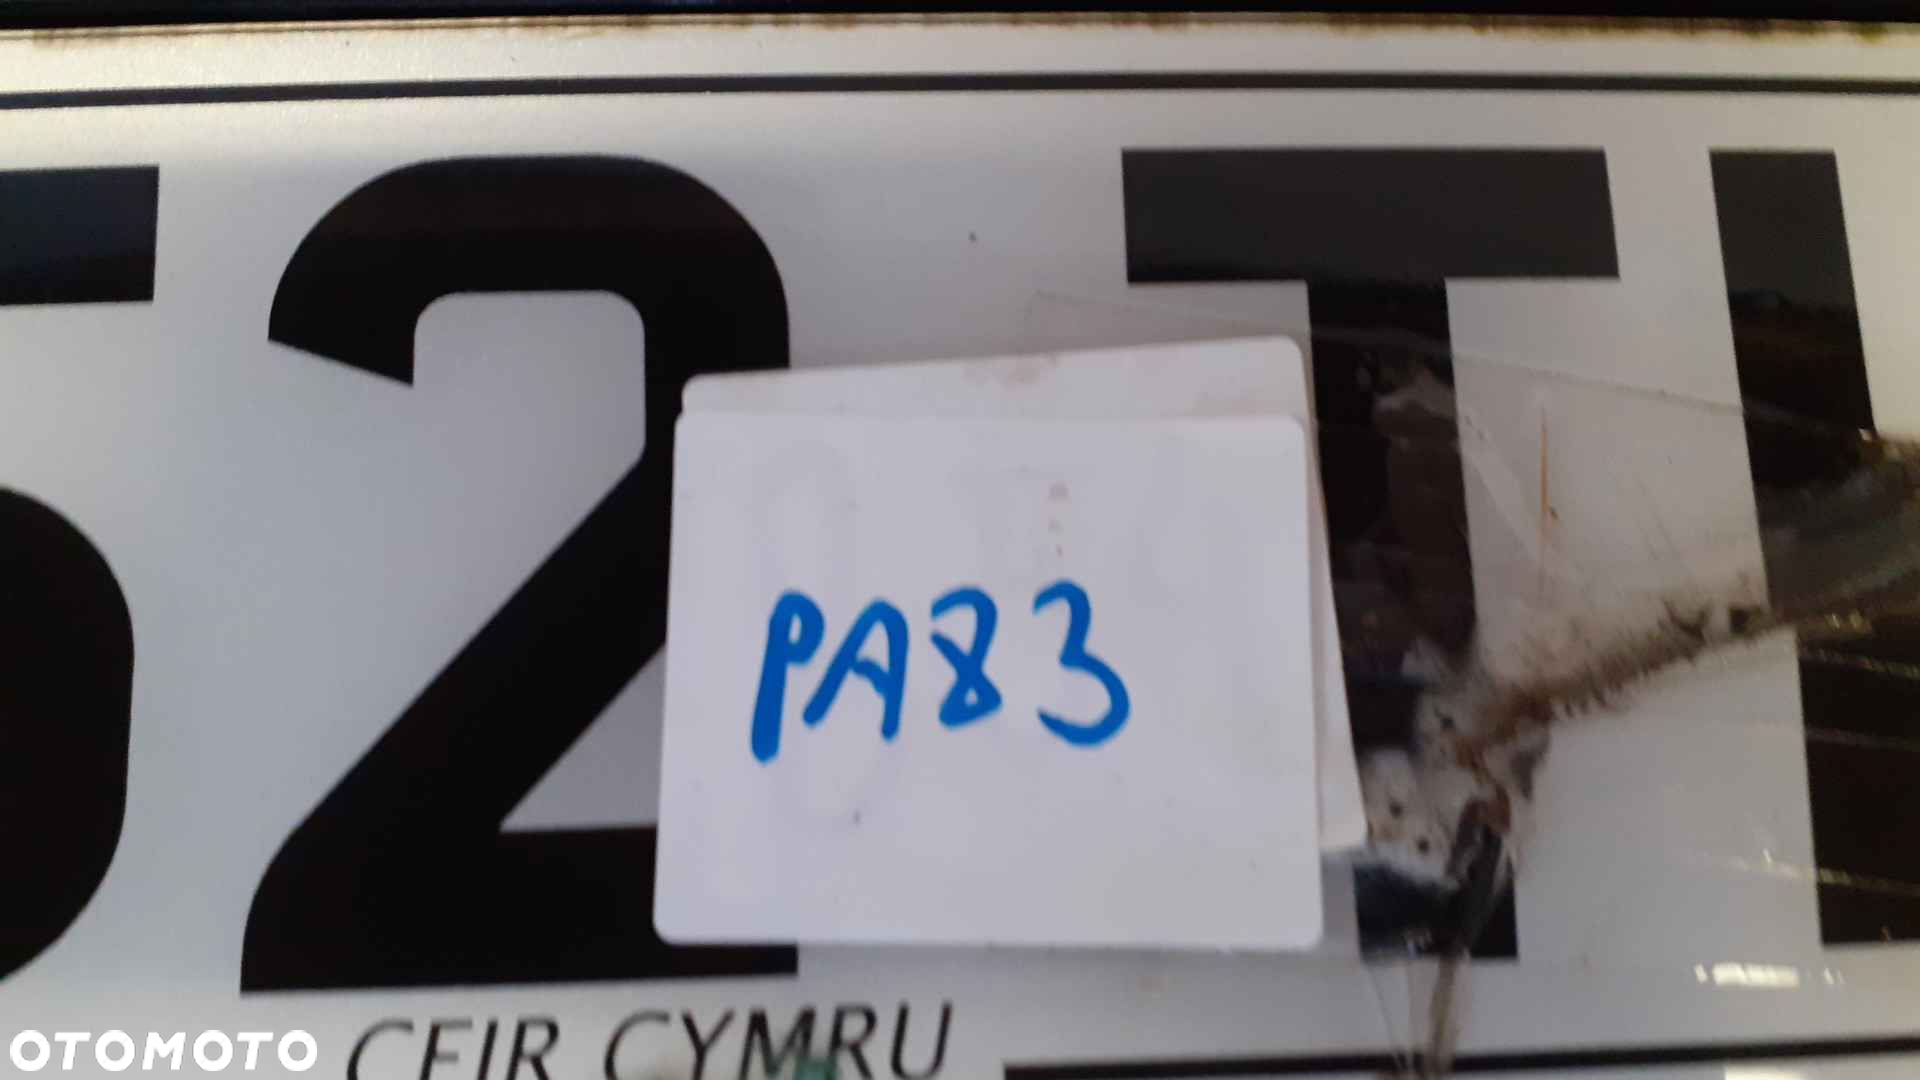 52 T
PA83
CEIR CYMRU
OTOMOTO